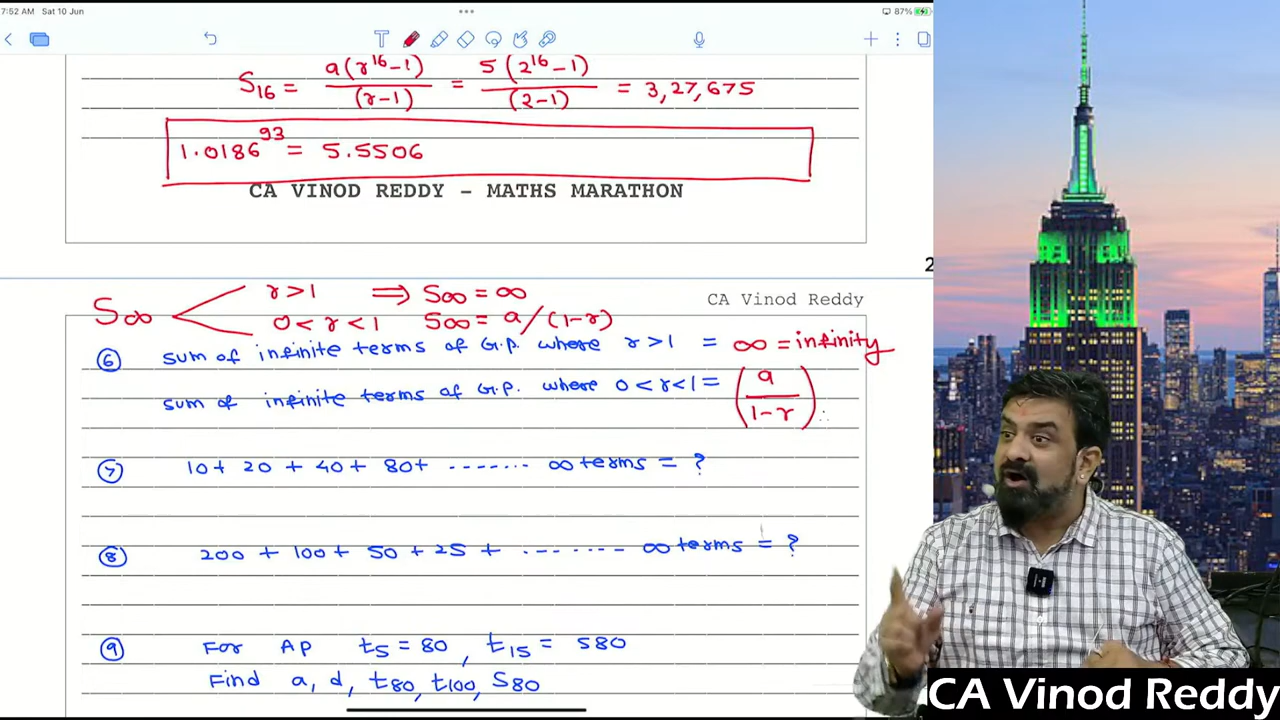 7:52 AM Sat 10 Jun
87%
S16 = a(r^16-1)/(r-1) = 5(2^16-1)/(2-1) = 3,27,675
1.0186^93 = 5.5506
CA VINOD REDDY - MATHS MARATHON
2
CA Vinod Reddy
S∞ r>1 ⟹ S∞ = ∞
0<r<1 S∞ = a/(1-r)
⑥ sum of infinite terms of G.P. where r>1 = ∞ = infinity
sum of infinite terms of G.P. where 0<r<1 = (a/(1-r))
⑦ 10+ 20 + 40 + 80+ ....... ∞ terms = ?
⑧ 200 + 100 + 50 + 25 + ........ ∞ terms = ?
⑨ For AP t5 = 80, t15 = 580
Find a, d, t80, t100, S80
CA Vinod Reddy